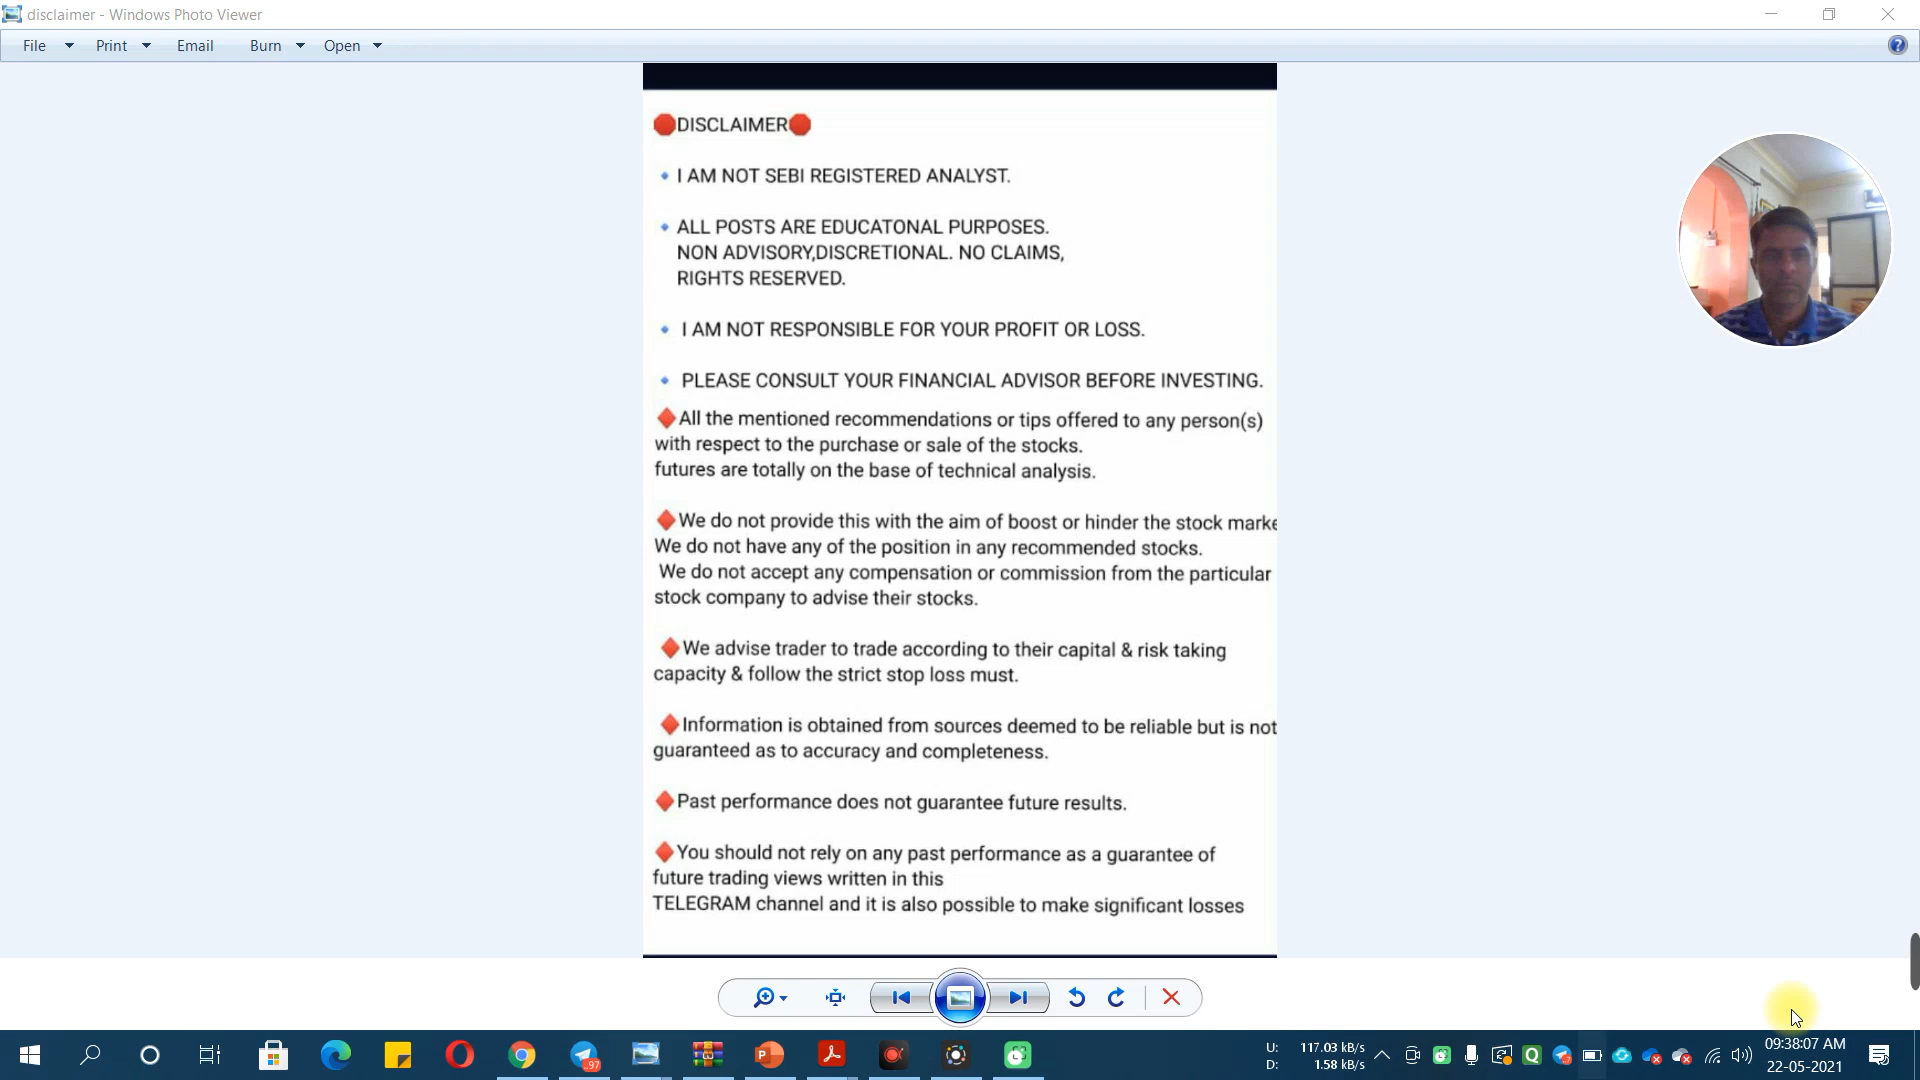 disclaimer - Windows Photo Viewer
File Print Email Burn Open
🛑DISCLAIMER🛑
🔹I AM NOT SEBI REGISTERED ANALYST.
🔹ALL POSTS ARE EDUCATONAL PURPOSES.
NON ADVISORY,DISCRETIONAL. NO CLAIMS,
RIGHTS RESERVED.
🔹 I AM NOT RESPONSIBLE FOR YOUR PROFIT OR LOSS.
🔹 PLEASE CONSULT YOUR FINANCIAL ADVISOR BEFORE INVESTING.
♦️All the mentioned recommendations or tips offered to any person(s)
with respect to the purchase or sale of the stocks.
futures are totally on the base of technical analysis.
♦️We do not provide this with the aim of boost or hinder the stock marke
We do not have any of the position in any recommended stocks.
We do not accept any compensation or commission from the particular
stock company to advise their stocks.
♦️We advise trader to trade according to their capital & risk taking
capacity & follow the strict stop loss must.
♦️Information is obtained from sources deemed to be reliable but is not
guaranteed as to accuracy and completeness.
♦️Past performance does not guarantee future results.
♦️You should not rely on any past performance as a guarantee of
future trading views written in this
TELEGRAM channel and it is also possible to make significant losses
97
U: 117.03 kB/s
D: 1.58 kB/s
09:38:07 AM
22-05-2021